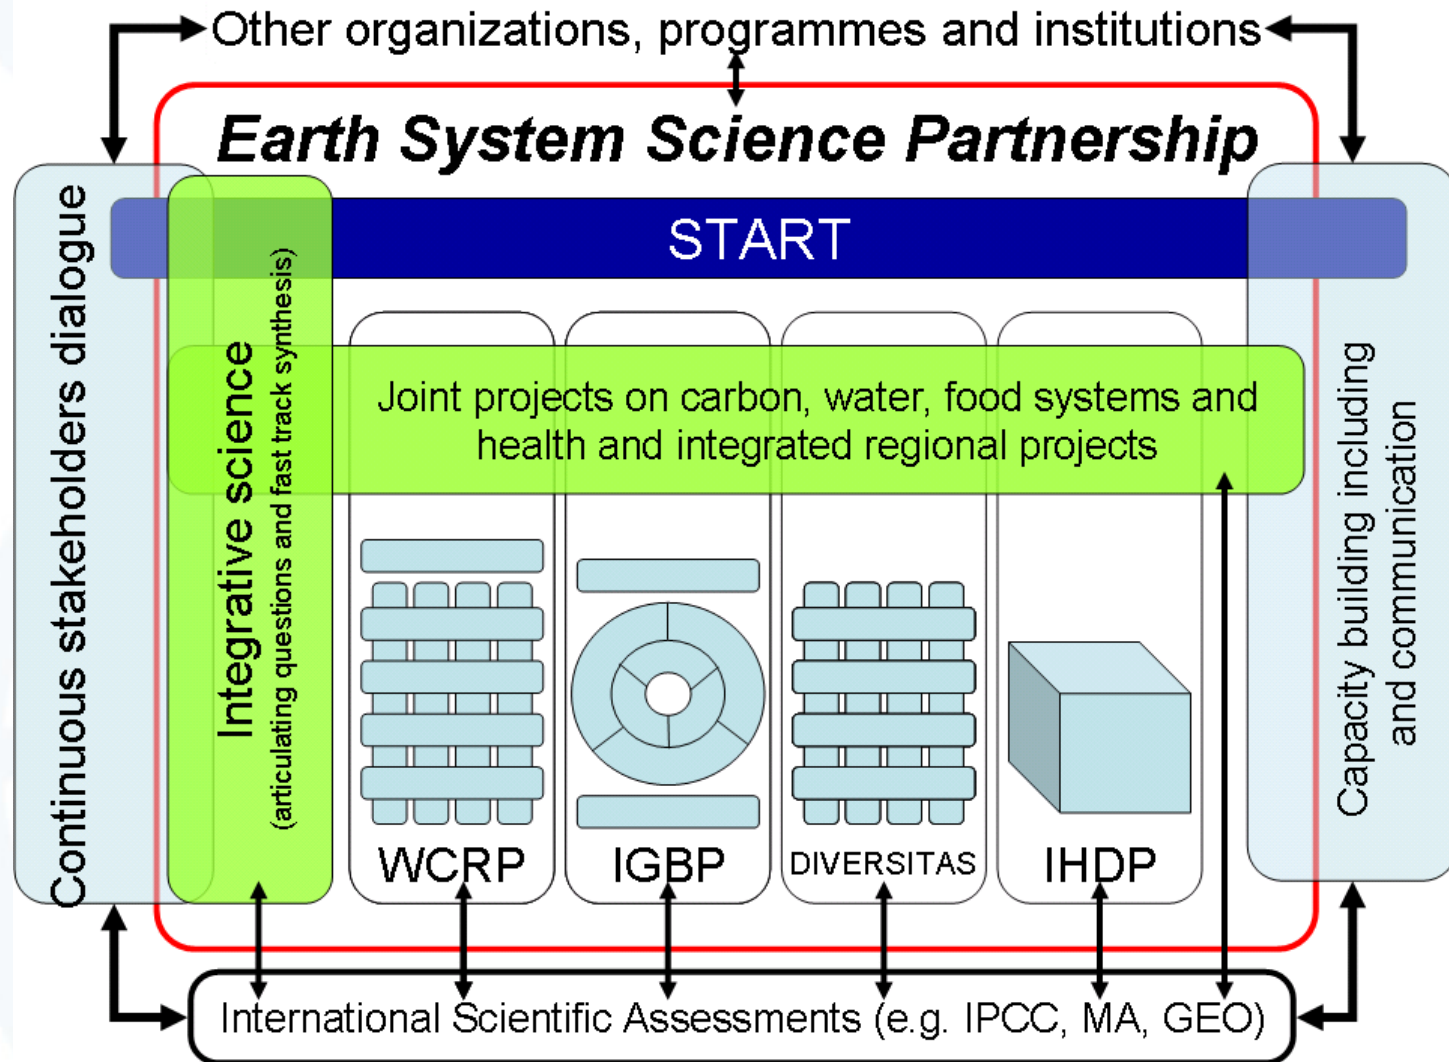 Other organizations, programmes and institutions
Earth System Science Partnership
START
Continuous stakeholders dialogue
Integrative science
(articulating questions and fast track synthesis)
Joint projects on carbon, water, food systems and
health and integrated regional projects
Capacity building including
and communication
WCRP
IGBP
DIVERSITAS
IHDP
International Scientific Assessments (e.g. IPCC, MA, GEO)